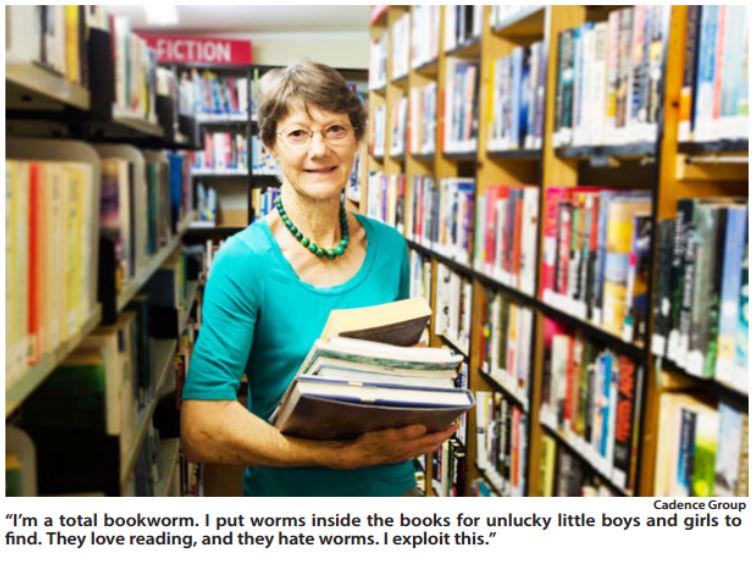 FICTION
Cadence Group
“I’m a total bookworm. I put worms inside the books for unlucky little boys and girls to
find. They love reading, and they hate worms. I exploit this.”